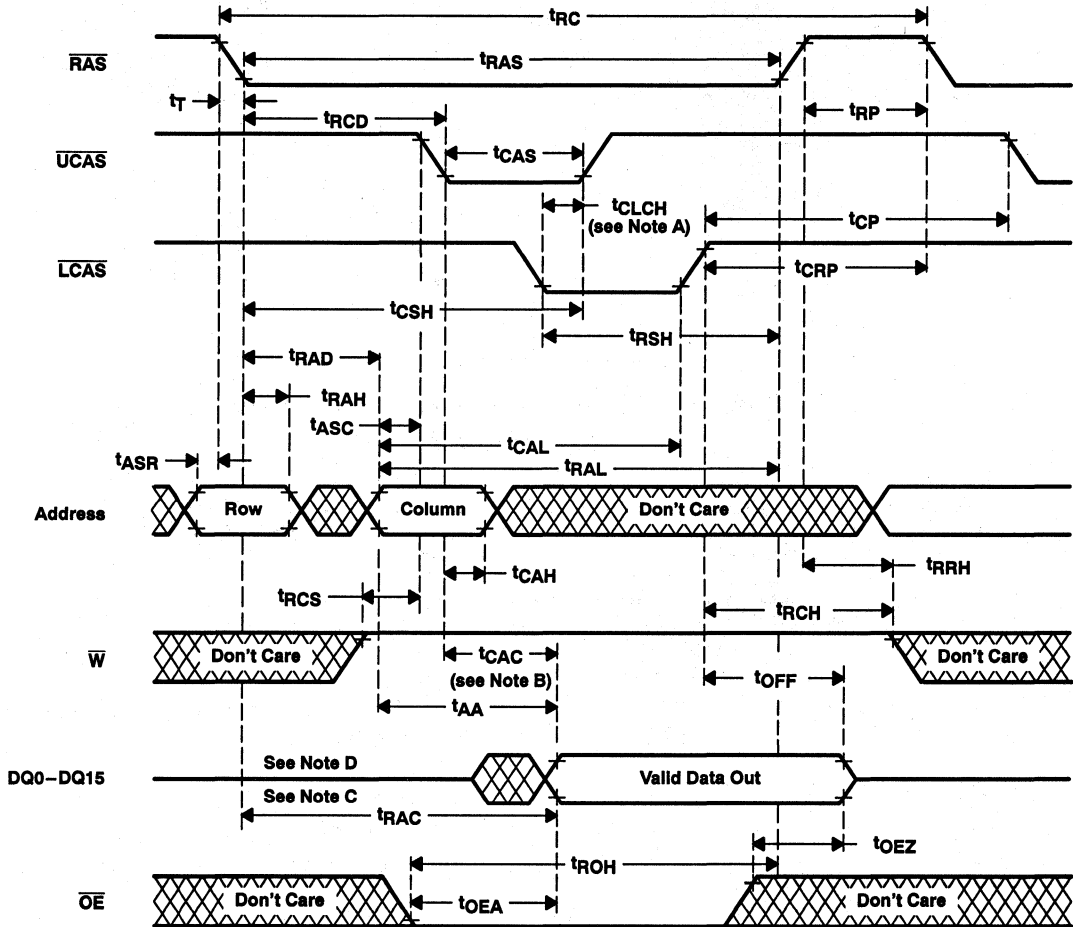 tRC
RAS
tRAS
tT
tRP
tRCD
UCAS
tCAS
tCLCH
(see Note A)
tCP
LCAS
tCRP
tCSH
tRSH
tRAD
tRAH
tASC
tCAL
tASR
tRAL
Address
Row
Column
Don't Care
tCAH
tRRH
tRCS
tRCH
W
Don't Care
Don't Care
tCAC
(see Note B)
tOFF
tAA
DQ0–DQ15
See Note D
See Note C
Valid Data Out
tRAC
tOEZ
tROH
OE
Don't Care
tOEA
Don't Care